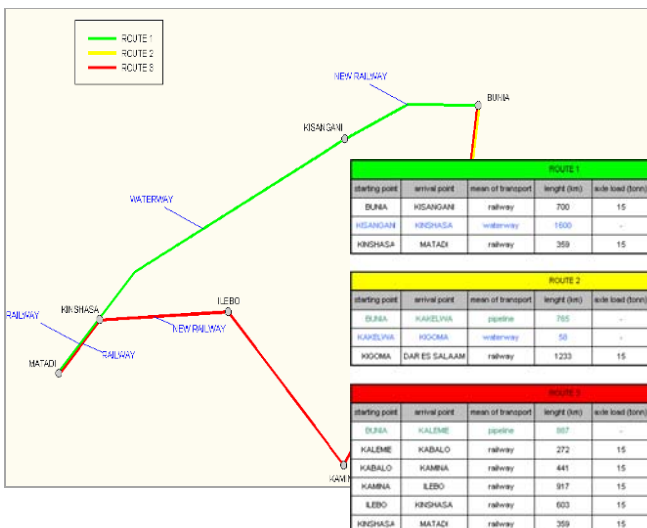 ROUTE 1
ROUTE 2
ROUTE 3
NEW RAILWAY
BUNIA
KISANGANI
WATERWAY
KINSHASA
ILEBO
RAILWAY
NEW RAILWAY
RAILWAY
MATADI
ROUTE 1
starting point arrival point mean of transport lenght (km) axle load (tonn)
BUNIA KISANGANI railway 700 15
KISANGANI KINSHASA waterway 1600 -
KINSHASA MATADI railway 359 15
ROUTE 2
starting point arrival point mean of transport lenght (km) axle load (tonn)
BUNIA KAKELWA pipeline 765 -
KAKELWA KIGOMA waterway 58 -
KIGOMA DAR ES SALAAM railway 1233 15
ROUTE 3
starting point arrival point mean of transport lenght (km) axle load (tonn)
BUNIA KALEMIE pipeline 867 -
KALEMIE KABALO railway 272 15
KABALO KAMINA railway 441 15
KAMINA ILEBO railway 917 15
ILEBO KINSHASA railway 603 15
KINSHASA MATADI railway 359 15